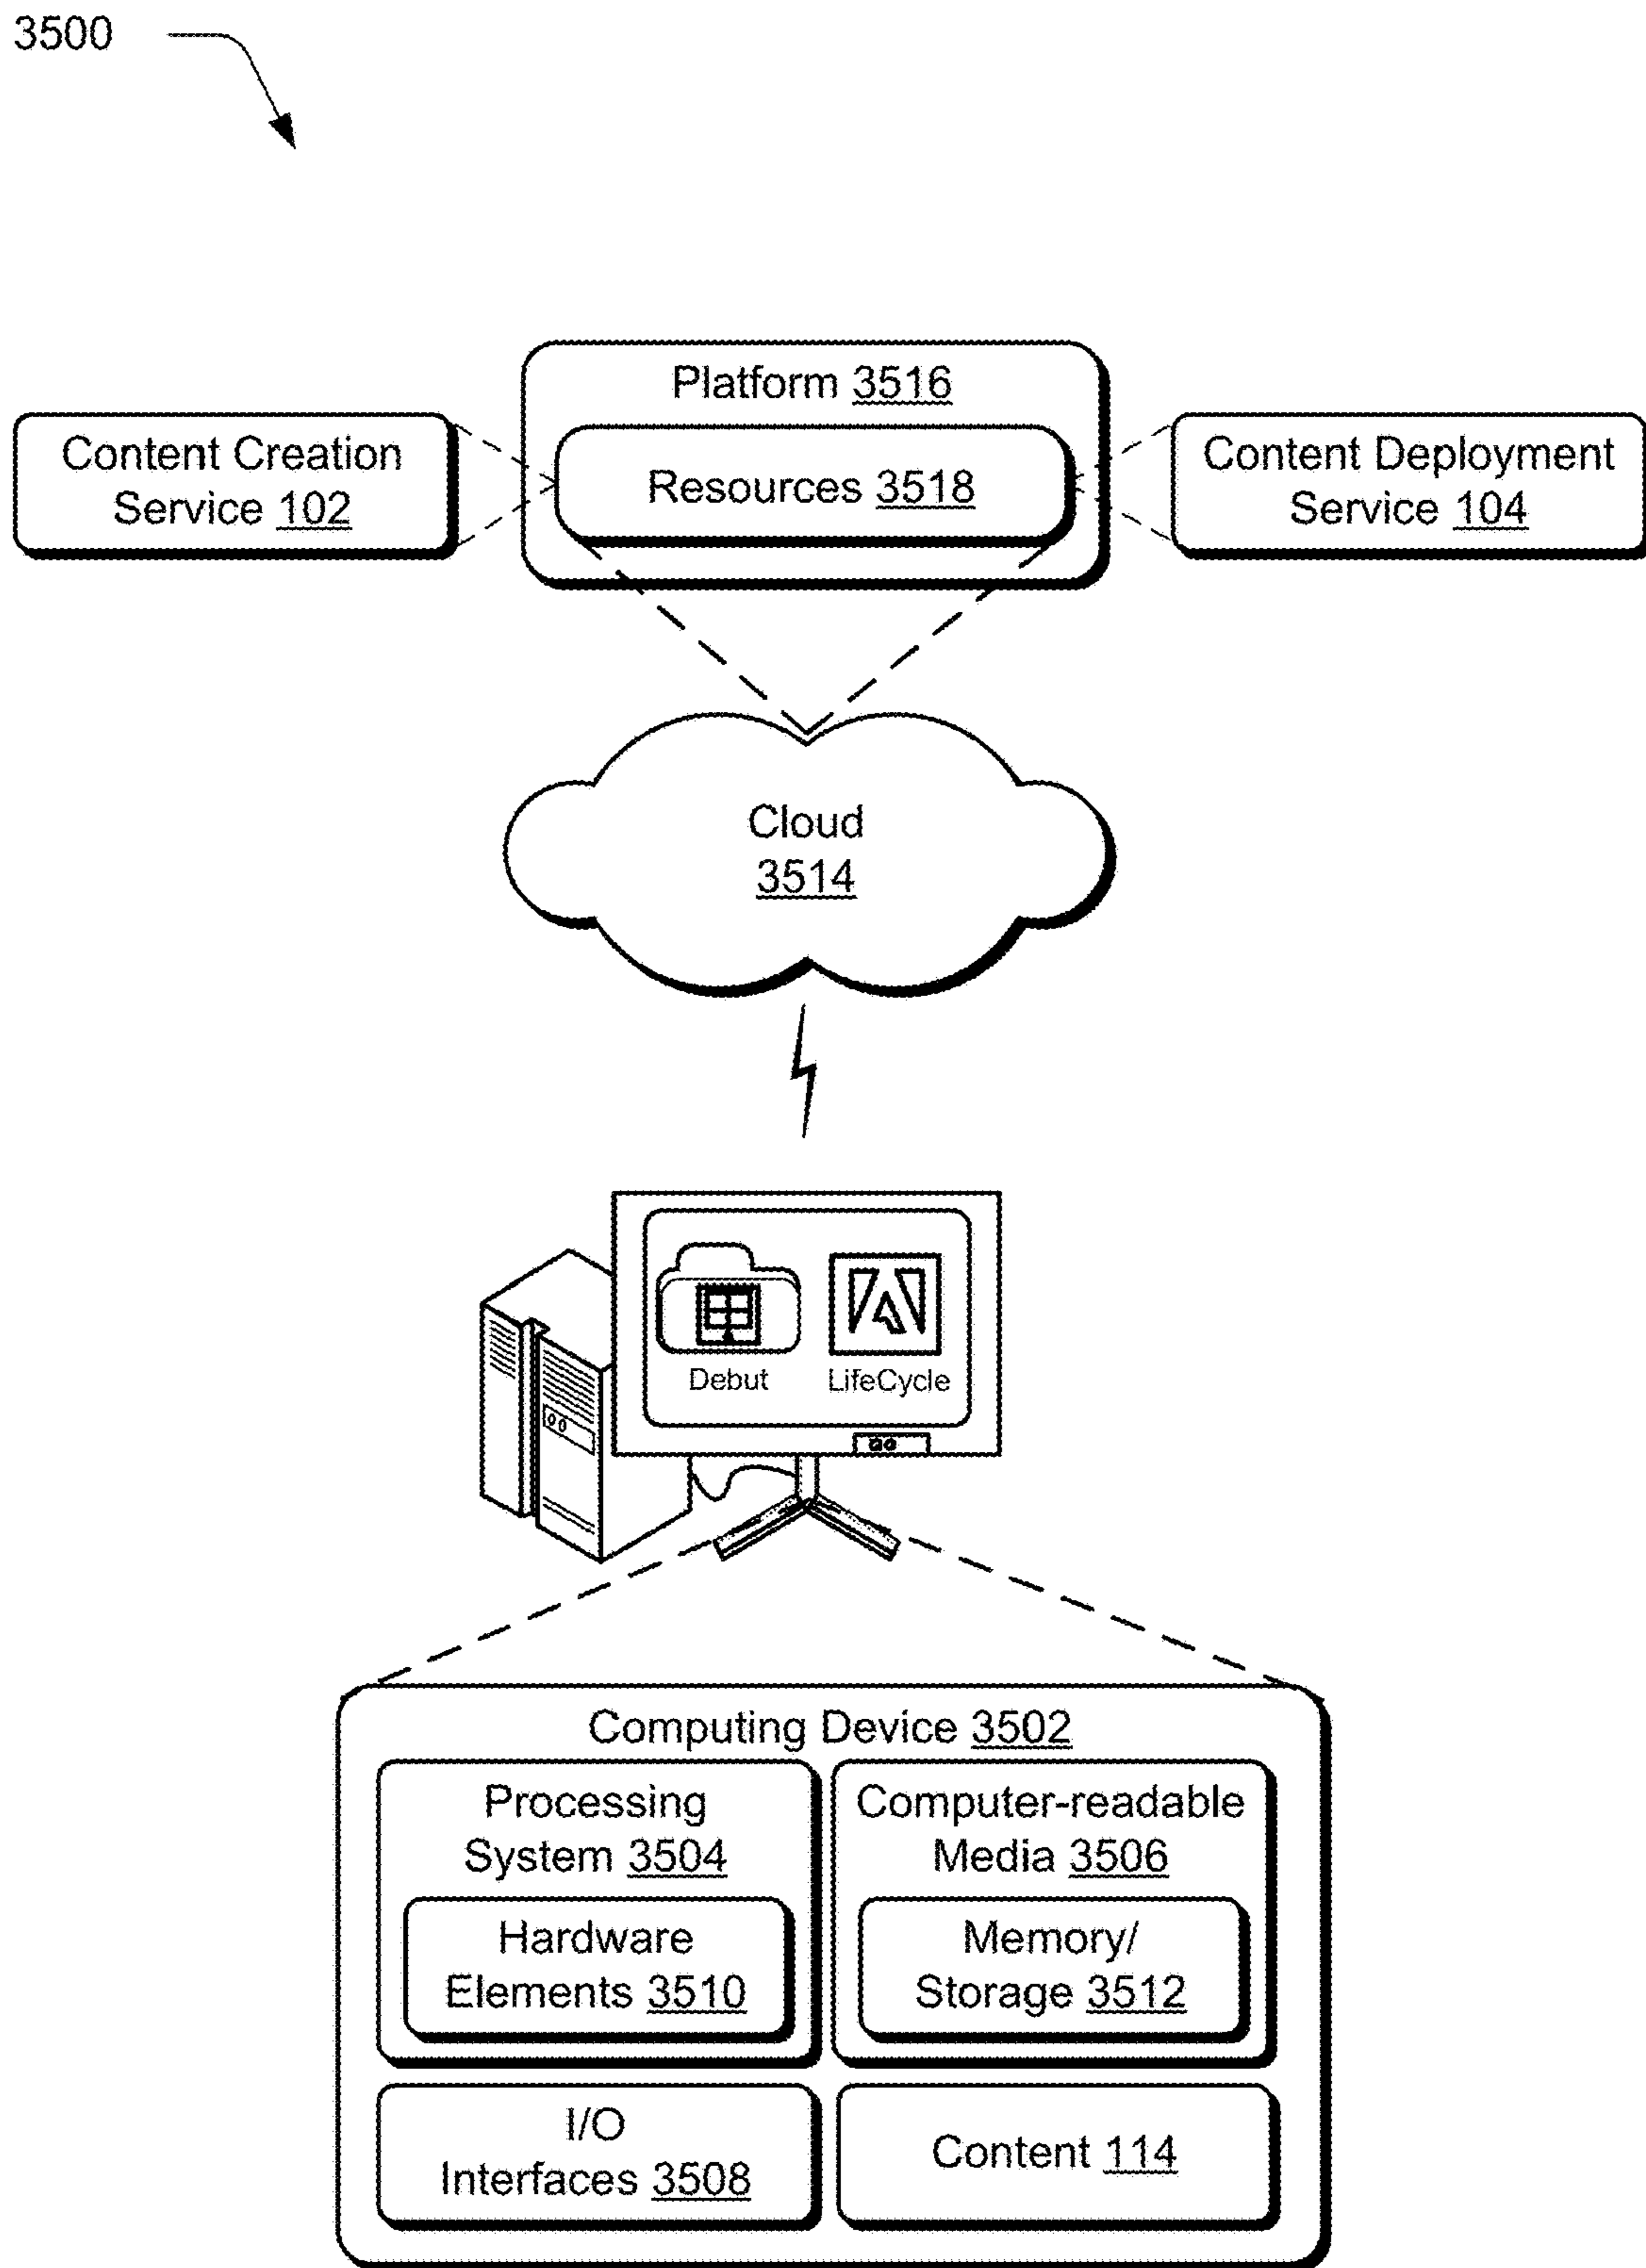 3500
Platform 3516
Content Creation
Service 102
Resources 3518
Content Deployment
Service 104
Cloud
3514
Debut
LifeCycle
Computing Device 3502
Processing
System 3504
Computer-readable
Media 3506
Hardware
Elements 3510
Memory/
Storage 3512
I/O
Interfaces 3508
Content 114